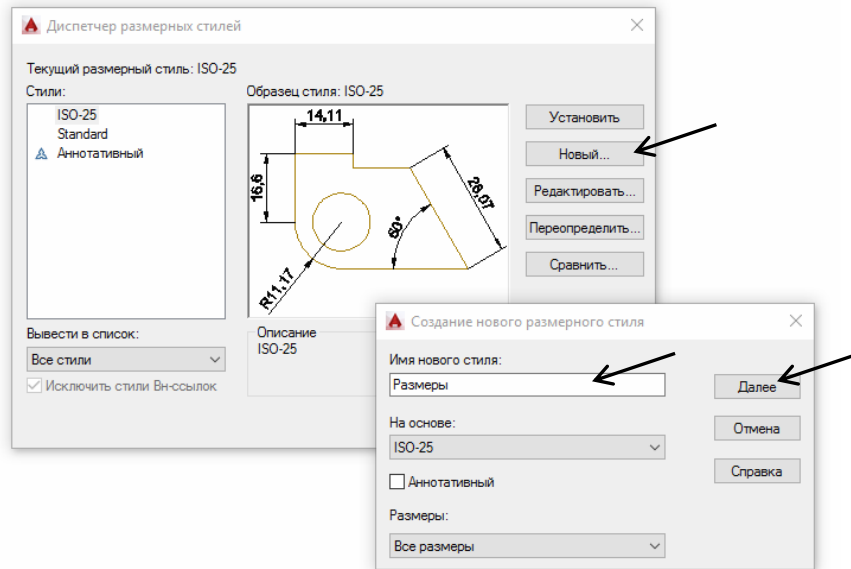 Диспетчер размерных стилей
Текущий размерный стиль: ISO-25
Стили:
ISO-25
Standard
Аннотативный
Образец стиля: ISO-25
14,11
16,6
28,07
60°
R11,17
Установить
Новый...
Редактировать...
Переопределить...
Сравнить...
Вывести в список:
Все стили
Исключить стили Вн-ссылок
Описание
ISO-25
Создание нового размерного стиля
Имя нового стиля:
Размеры
Далее
На основе:
Отмена
ISO-25
Справка
Аннотативный
Размеры:
Все размеры